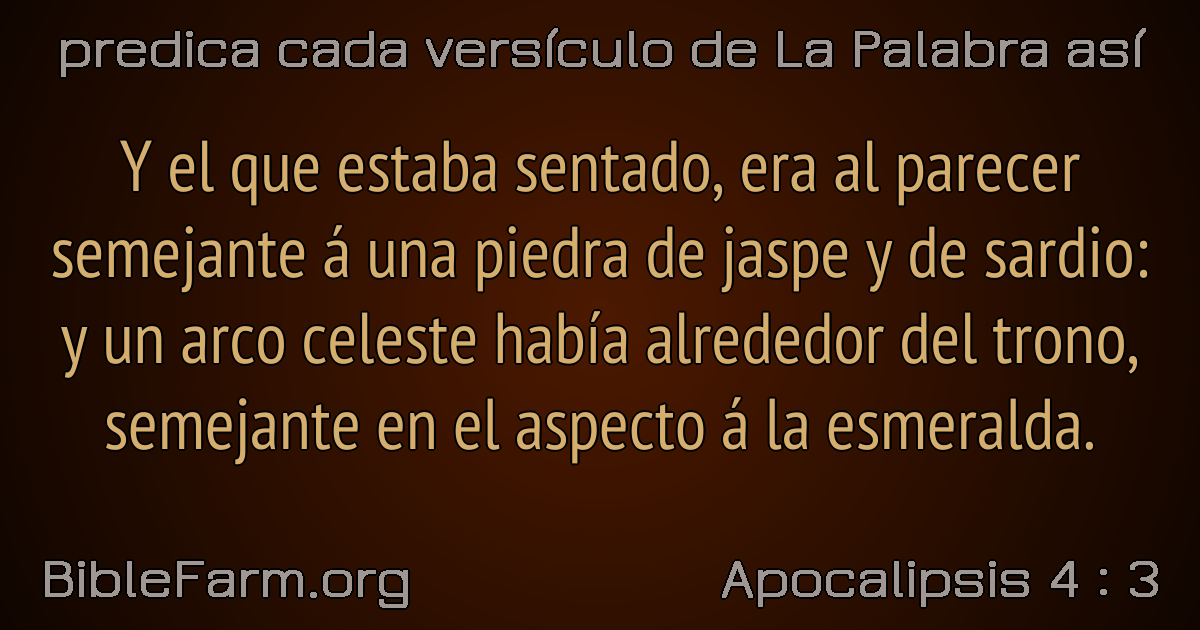 predica cada versículo de La Palabra así
Y el que estaba sentado, era al parecer
semejante á una piedra de jaspe y de sardio:
y un arco celeste había alrededor del trono,
semejante en el aspecto á la esmeralda.
BibleFarm.org
Apocalipsis 4 : 3